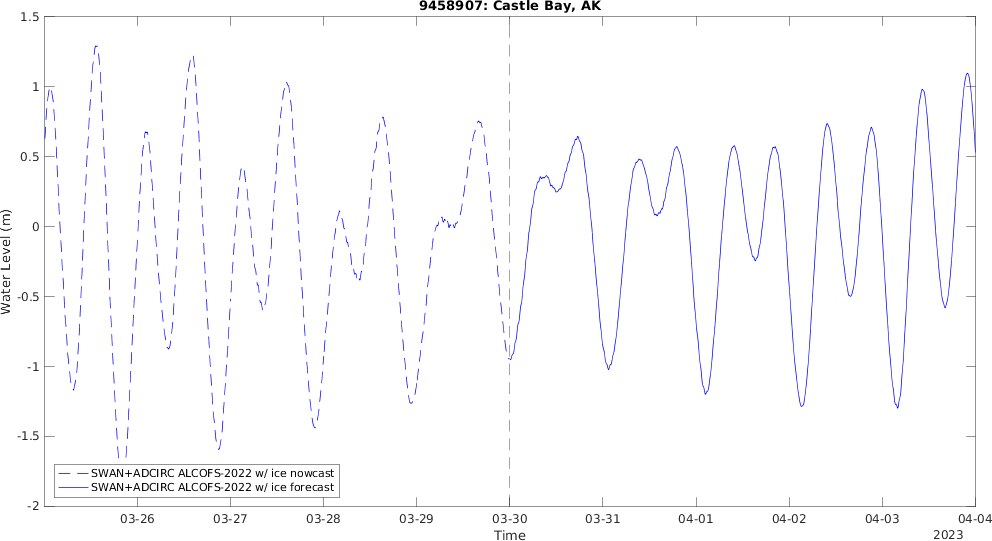 9458907: Castle Bay, AK
1.5
1
0.5
0
-0.5
-1
-1.5
-2
Water Level (m)
SWAN+ADCIRC ALCOFS-2022 w/ ice nowcast
SWAN+ADCIRC ALCOFS-2022 w/ ice forecast
03-26 03-27 03-28 03-29 03-30 03-31 04-01 04-02 04-03 04-04
Time
2023